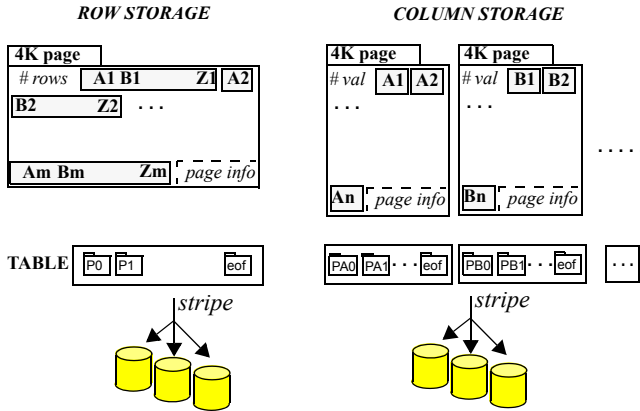 ROW STORAGE
4K page
# rows A1 B1 Z1 A2
B2 Z2 ...
Am Bm Zm page info
TABLE P0 P1 eof
stripe
COLUMN STORAGE
4K page
# val A1 A2
...
An page info
4K page
# val B1 B2
...
Bn page info
....
PA0 PA1 ... eof PB0 PB1 ... eof ...
stripe